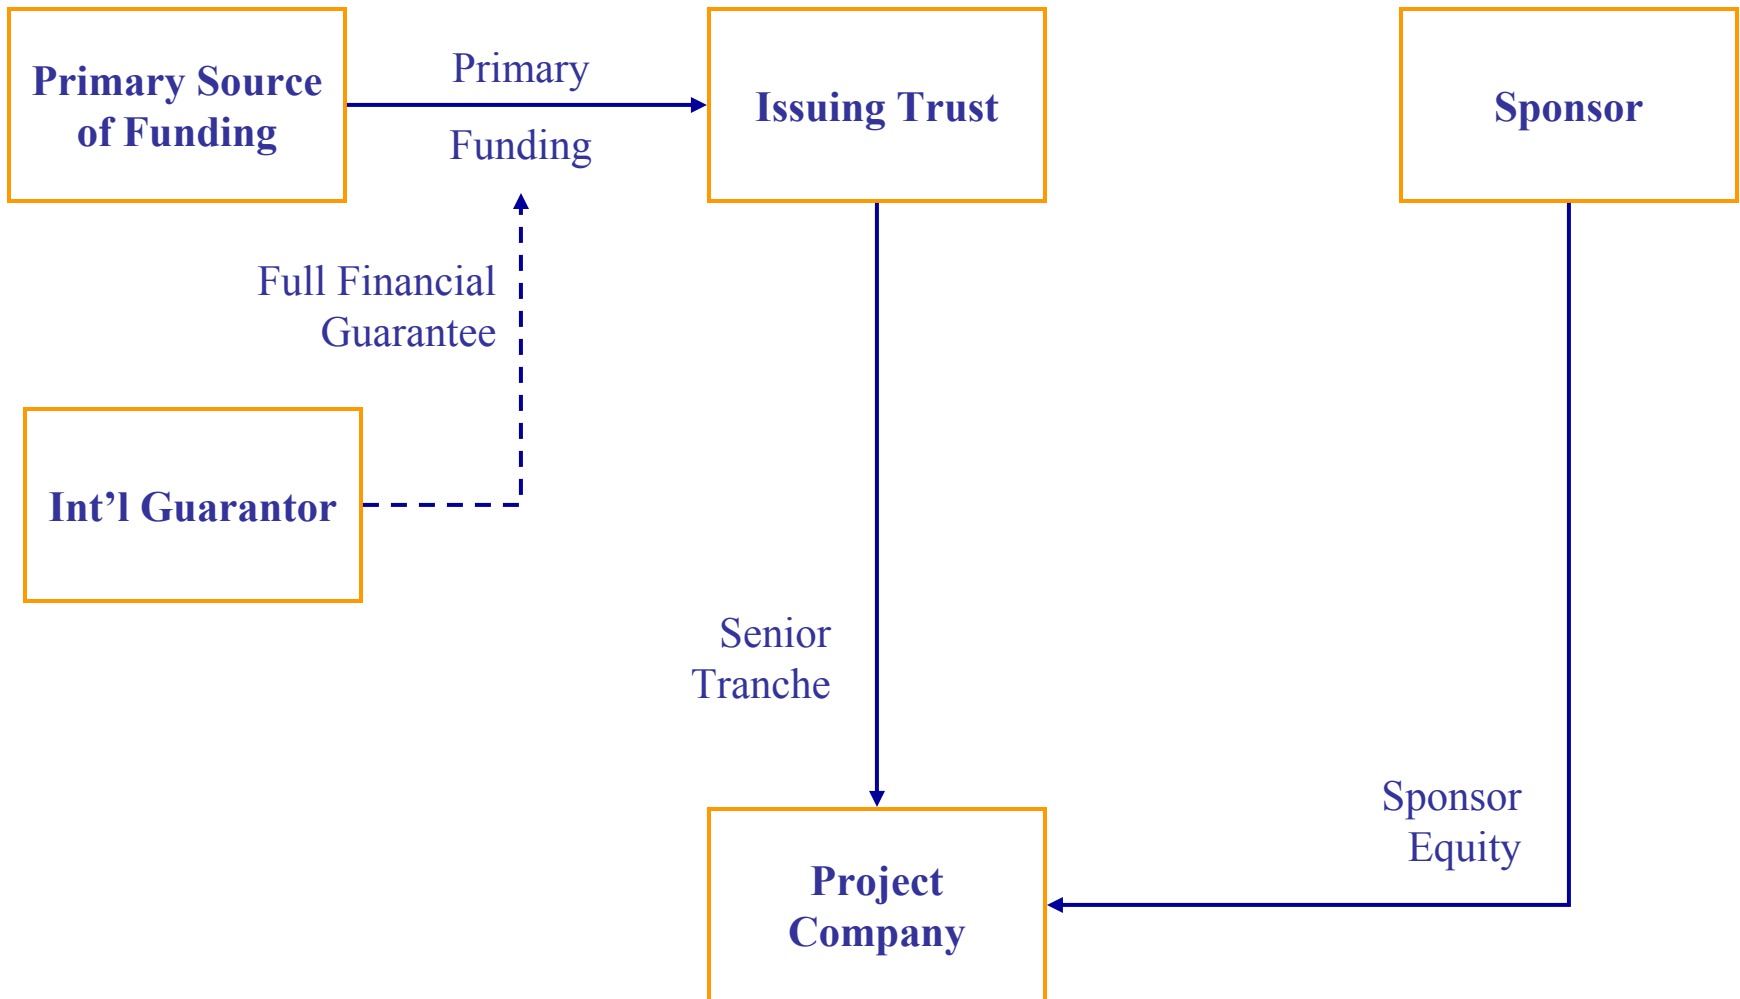 Primary Source
of Funding
Primary
Funding
Issuing Trust
Sponsor
Full Financial
Guarantee
Int’l Guarantor
Senior
Tranche
Sponsor
Equity
Project
Company